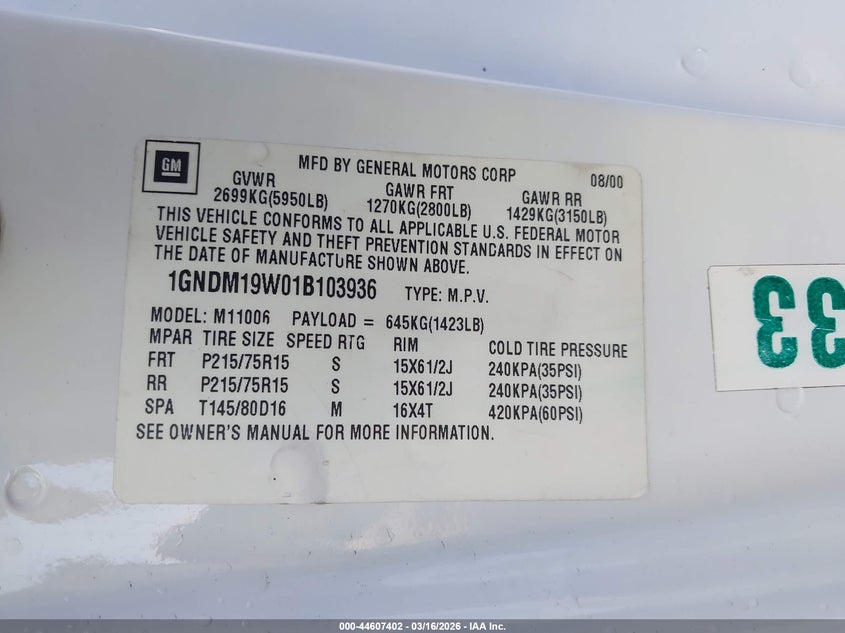 GM
MFD BY GENERAL MOTORS CORP 08/00
GVWR GAWR FRT GAWR RR
2699KG(5950LB) 1270KG(2800LB) 1429KG(3150LB)
THIS VEHICLE CONFORMS TO ALL APPLICABLE U.S. FEDERAL MOTOR
VEHICLE SAFETY AND THEFT PREVENTION STANDARDS IN EFFECT ON
THE DATE OF MANUFACTURE SHOWN ABOVE.
1GNDM19W01B103936 TYPE: M.P.V.
MODEL: M11006 PAYLOAD = 645KG(1423LB)
MPAR TIRE SIZE SPEED RTG RIM COLD TIRE PRESSURE
FRT P215/75R15 S 15X61/2J 240KPA(35PSI)
RR P215/75R15 S 15X61/2J 240KPA(35PSI)
SPA T145/80D16 M 16X4T 420KPA(60PSI)
SEE OWNER'S MANUAL FOR MORE INFORMATION.
33
000-44607402 - 03/16/2026 - IAA Inc.